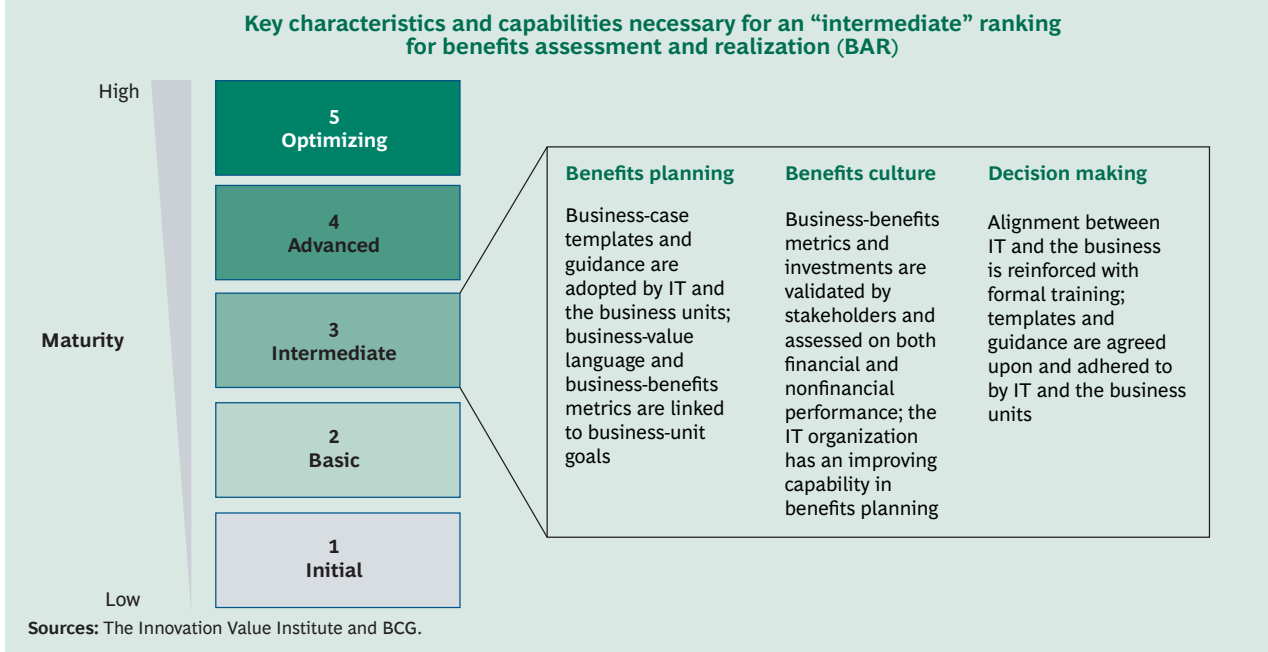 Key characteristics and capabilities necessary for an “intermediate” ranking
for benefits assessment and realization (BAR)
High
Maturity
Low
5
Optimizing
4
Advanced
3
Intermediate
2
Basic
1
Initial
Benefits planning
Business-case
templates and
guidance are
adopted by IT and
the business units;
business-value
language and
business-benefits
metrics are linked
to business-unit
goals
Benefits culture
Business-benefits
metrics and
investments are
validated by
stakeholders and
assessed on both
financial and
nonfinancial
performance; the
IT organization
has an improving
capability in
benefits planning
Decision making
Alignment between
IT and the business
is reinforced with
formal training;
templates and
guidance are agreed
upon and adhered to
by IT and the business
units
Sources: The Innovation Value Institute and BCG.